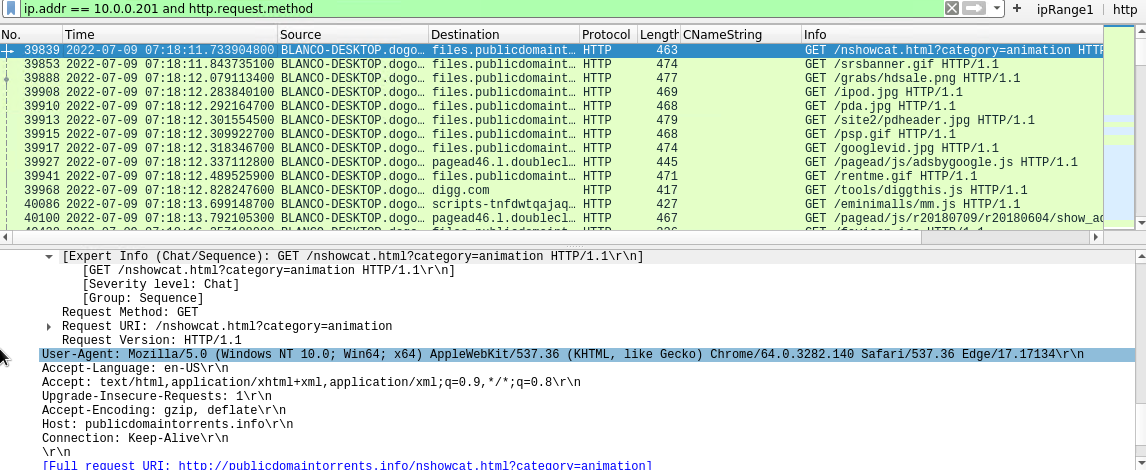 ip.addr == 10.0.0.201 and http.request.method + ipRange1 http
No. Time Source Destination Protocol Length CNameString Info
39839 2022-07-09 07:18:11.733904800 BLANCO-DESKTOP.dogo… files.publicdomaint… HTTP 463 GET /nshowcat.html?category=animation HTTP
39853 2022-07-09 07:18:11.843735100 BLANCO-DESKTOP.dogo… files.publicdomaint… HTTP 474 GET /srsbanner.gif HTTP/1.1
39888 2022-07-09 07:18:12.079113400 BLANCO-DESKTOP.dogo… files.publicdomaint… HTTP 477 GET /grabs/hdsale.png HTTP/1.1
39908 2022-07-09 07:18:12.283840100 BLANCO-DESKTOP.dogo… files.publicdomaint… HTTP 469 GET /ipod.jpg HTTP/1.1
39910 2022-07-09 07:18:12.292164700 BLANCO-DESKTOP.dogo… files.publicdomaint… HTTP 468 GET /pda.jpg HTTP/1.1
39913 2022-07-09 07:18:12.301554500 BLANCO-DESKTOP.dogo… files.publicdomaint… HTTP 479 GET /site2/pdheader.jpg HTTP/1.1
39915 2022-07-09 07:18:12.309922700 BLANCO-DESKTOP.dogo… files.publicdomaint… HTTP 468 GET /psp.gif HTTP/1.1
39917 2022-07-09 07:18:12.318346700 BLANCO-DESKTOP.dogo… files.publicdomaint… HTTP 474 GET /googlevid.jpg HTTP/1.1
39927 2022-07-09 07:18:12.337112800 BLANCO-DESKTOP.dogo… pagead46.l.doublecl… HTTP 445 GET /pagead/js/adsbygoogle.js HTTP/1.1
39941 2022-07-09 07:18:12.489525900 BLANCO-DESKTOP.dogo… files.publicdomaint… HTTP 471 GET /rentme.gif HTTP/1.1
39968 2022-07-09 07:18:12.828247600 BLANCO-DESKTOP.dogo… digg.com HTTP 417 GET /tools/diggthis.js HTTP/1.1
40086 2022-07-09 07:18:13.699148700 BLANCO-DESKTOP.dogo… scripts-tnfdwtqajaq… HTTP 427 GET /eminimalls/mm.js HTTP/1.1
40100 2022-07-09 07:18:13.792105300 BLANCO-DESKTOP.dogo… pagead46.l.doublecl… HTTP 467 GET /pagead/js/r20180709/r20180604/show_ad
[Expert Info (Chat/Sequence): GET /nshowcat.html?category=animation HTTP/1.1\r\n]
[GET /nshowcat.html?category=animation HTTP/1.1\r\n]
[Severity level: Chat]
[Group: Sequence]
Request Method: GET
Request URI: /nshowcat.html?category=animation
Request Version: HTTP/1.1
User-Agent: Mozilla/5.0 (Windows NT 10.0; Win64; x64) AppleWebKit/537.36 (KHTML, like Gecko) Chrome/64.0.3282.140 Safari/537.36 Edge/17.17134\r\n
Accept-Language: en-US\r\n
Accept: text/html,application/xhtml+xml,application/xml;q=0.9,*/*;q=0.8\r\n
Upgrade-Insecure-Requests: 1\r\n
Accept-Encoding: gzip, deflate\r\n
Host: publicdomaintorrents.info\r\n
Connection: Keep-Alive\r\n
\r\n
[Full request URI: http://publicdomaintorrents.info/nshowcat.html?category=animation]